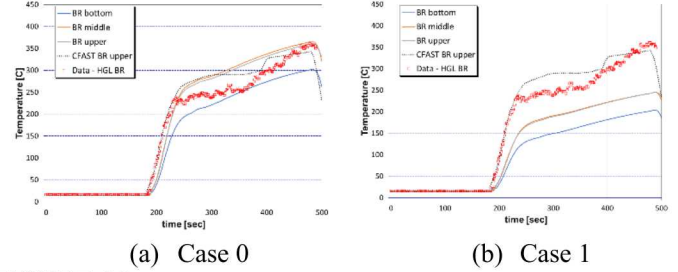 450
400
350
300
250
200
150
100
50
0
Temperature [C]
BR bottom
BR middle
BR upper
CFAST BR upper
Data - HGL BR
0
100
200
300
400
500
time [sec]
(a) Case 0
450
400
350
300
250
200
150
100
50
0
Temperature [C]
BR bottom
BR middle
BR upper
CFAST BR upper
Data - HGL BR
0
100
200
300
400
500
time [sec]
(b) Case 1